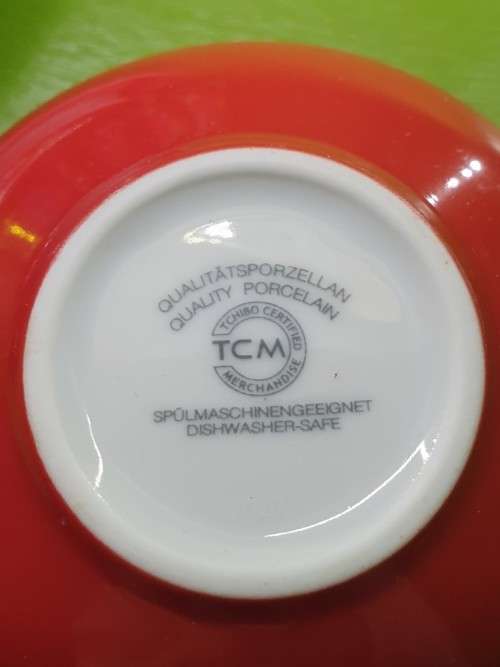 QUALITÄTSPORZELLAN
QUALITY PORCELAIN
TCHIBO CERTIFIED
TCM
MERCHANDISE
SPÜLMASCHINENGEEIGNET
DISHWASHER-SAFE